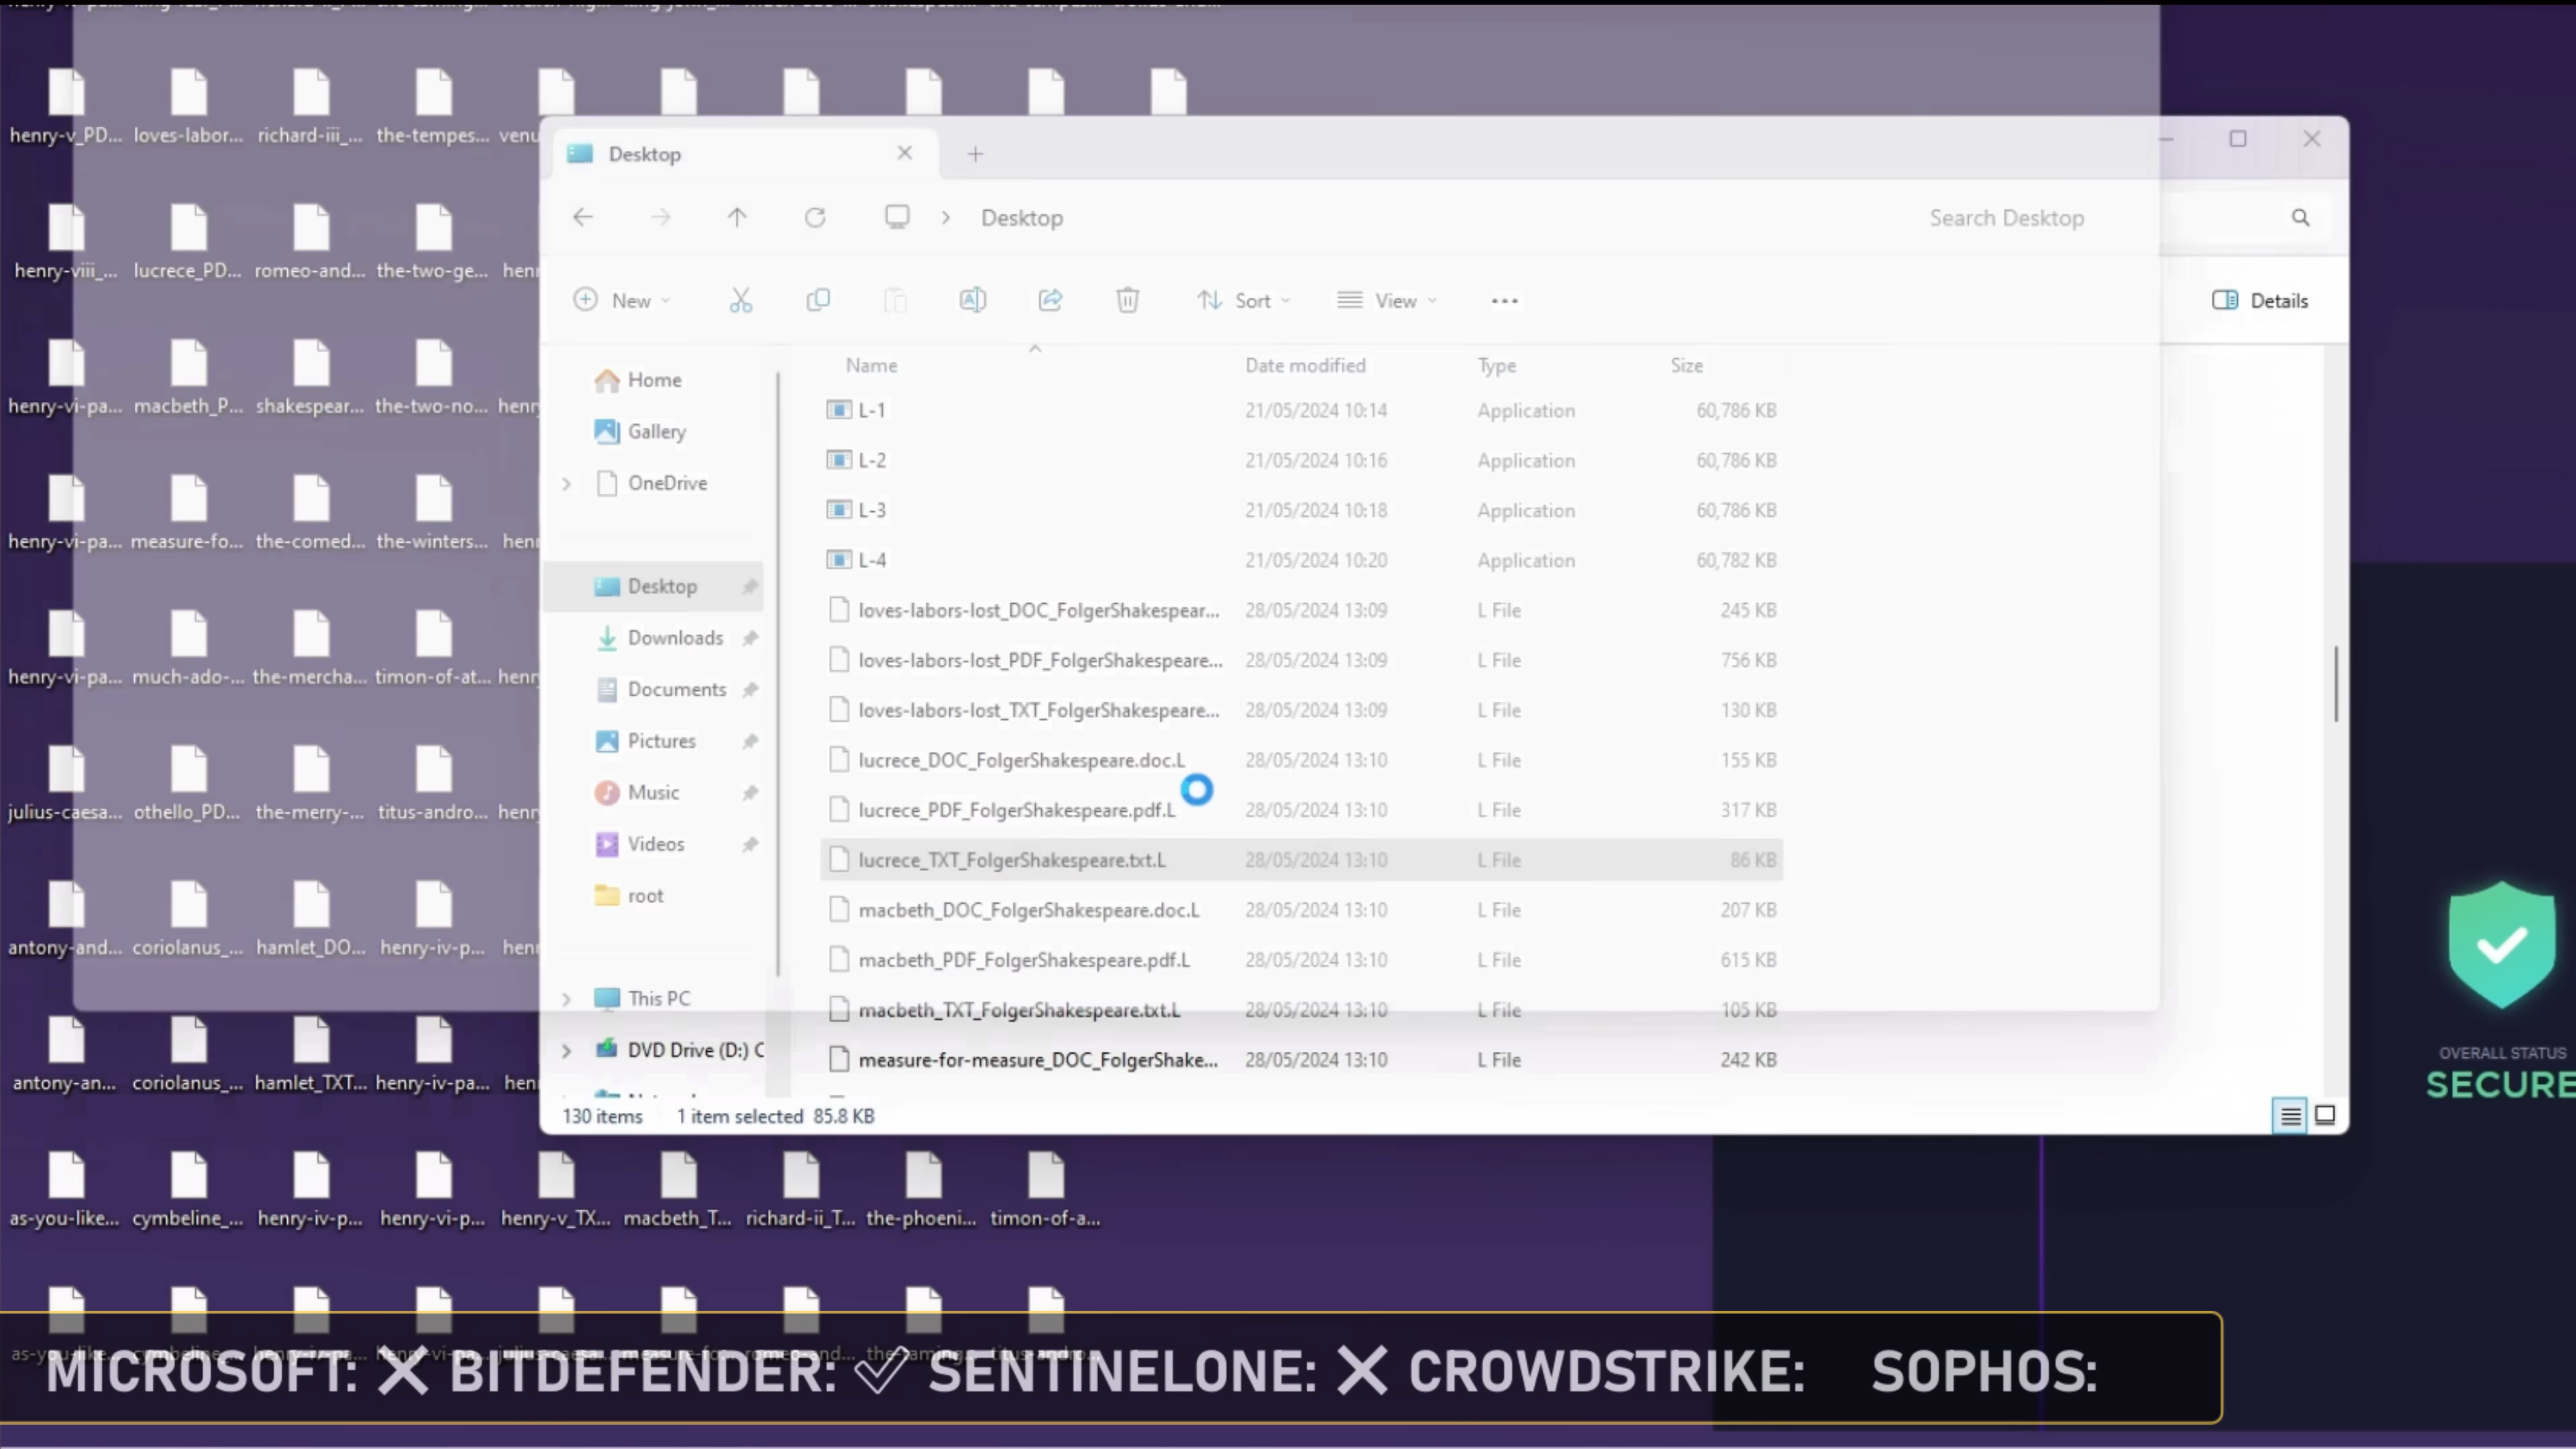 henry-v_PD... loves-labor... richard-iii_... the-tempes...
henry-viii_... lucrece_PD... romeo-and... the-two-ge...
henry-vi-pa... macbeth_P... shakespear... the-two-no...
henry-vi-pa... measure-fo... the-comed... the-winters...
henry-vi-pa... much-ado-... the-mercha... timon-of-at...
julius-caesa... othello_PD... the-merry-... titus-andro...
antony-and... coriolanus_... hamlet_DO... henry-iv-p...
antony-an... coriolanus_... hamlet_TXT... henry-iv-pa...
as-you-like... cymbeline_... henry-iv-p... henry-vi-p... henry-v_TX... macbeth_T... richard-ii_T... the-phoeni... timon-of-a...
Desktop
Desktop
Search Desktop
New
Sort
View
Details
Home
Gallery
OneDrive
Desktop
Downloads
Documents
Pictures
Music
Videos
root
This PC
DVD Drive (D:) C
Name Date modified Type Size
L-1 21/05/2024 10:14 Application 60,786 KB
L-2 21/05/2024 10:16 Application 60,786 KB
L-3 21/05/2024 10:18 Application 60,786 KB
L-4 21/05/2024 10:20 Application 60,782 KB
loves-labors-lost_DOC_FolgerShakespear... 28/05/2024 13:09 L File 245 KB
loves-labors-lost_PDF_FolgerShakespeare... 28/05/2024 13:09 L File 756 KB
loves-labors-lost_TXT_FolgerShakespeare... 28/05/2024 13:09 L File 130 KB
lucrece_DOC_FolgerShakespeare.doc.L 28/05/2024 13:10 L File 155 KB
lucrece_PDF_FolgerShakespeare.pdf.L 28/05/2024 13:10 L File 317 KB
lucrece_TXT_FolgerShakespeare.txt.L 28/05/2024 13:10 L File 86 KB
macbeth_DOC_FolgerShakespeare.doc.L 28/05/2024 13:10 L File 207 KB
macbeth_PDF_FolgerShakespeare.pdf.L 28/05/2024 13:10 L File 615 KB
macbeth_TXT_FolgerShakespeare.txt.L 28/05/2024 13:10 L File 105 KB
measure-for-measure_DOC_FolgerShake... 28/05/2024 13:10 L File 242 KB
130 items 1 item selected 85.8 KB
OVERALL STATUS
SECURE
MICROSOFT: BITDEFENDER: SENTINELONE: CROWDSTRIKE: SOPHOS: